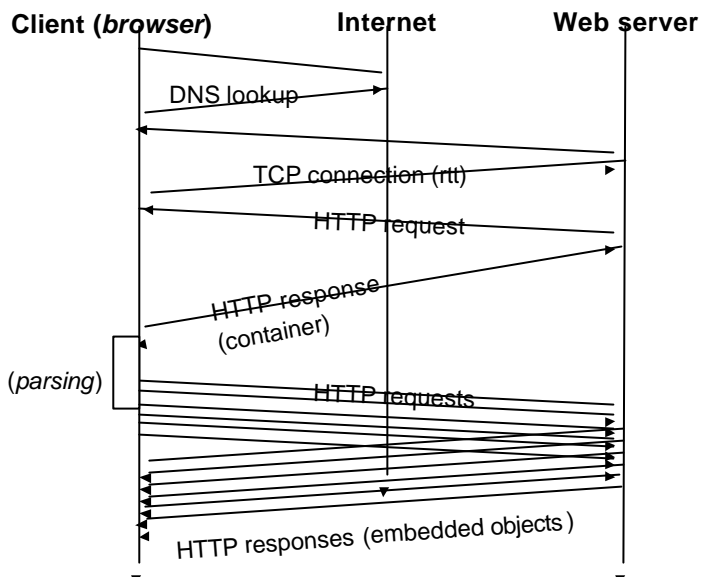 Client (browser)
Internet
Web server
DNS lookup
TCP connection (rtt)
HTTP request
HTTP response
(container)
(parsing)
HTTP requests
HTTP responses (embedded objects)